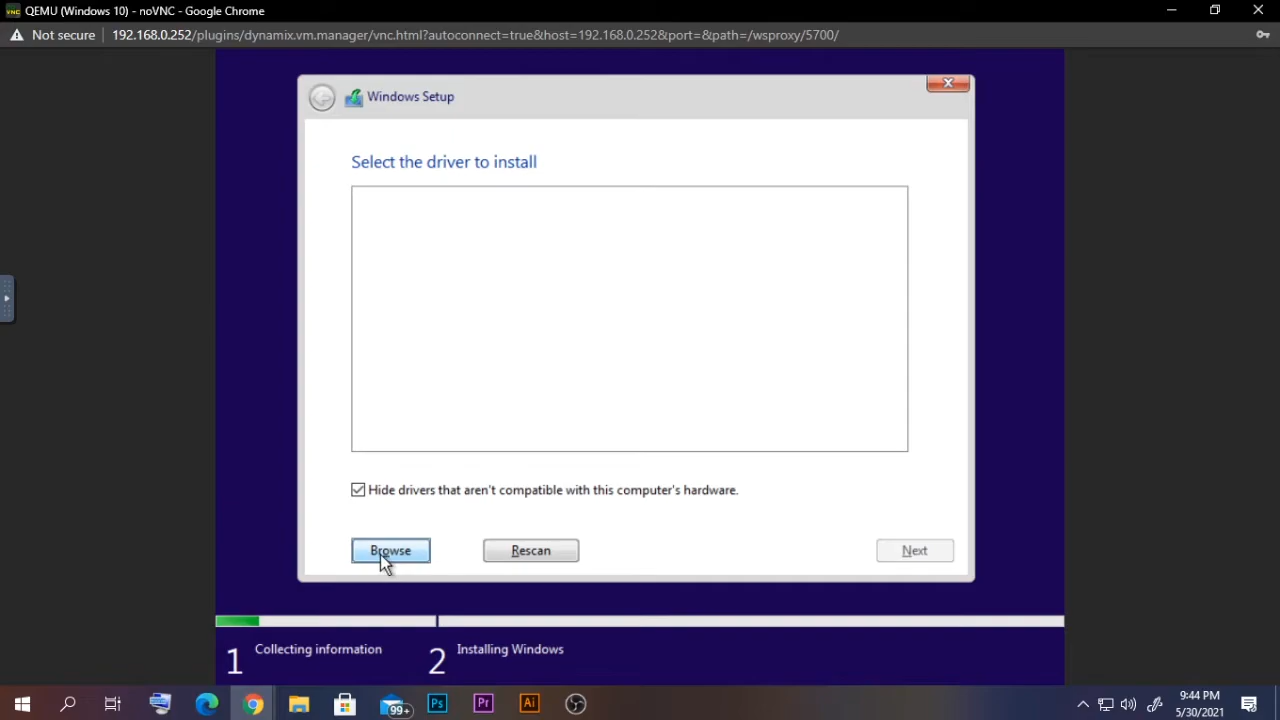 QEMU (Windows 10) - noVNC - Google Chrome
Not secure
192.168.0.252/plugins/dynamix.vm.manager/vnc.html?autoconnect=true&host=192.168.0.252&port=&path=/wsproxy/5700/
Windows Setup
Select the driver to install
Hide drivers that aren't compatible with this computer's hardware.
Browse
Rescan
Next
1 Collecting information
2 Installing Windows
99+
Ps
Pr
Ai
9:44 PM
5/30/2021